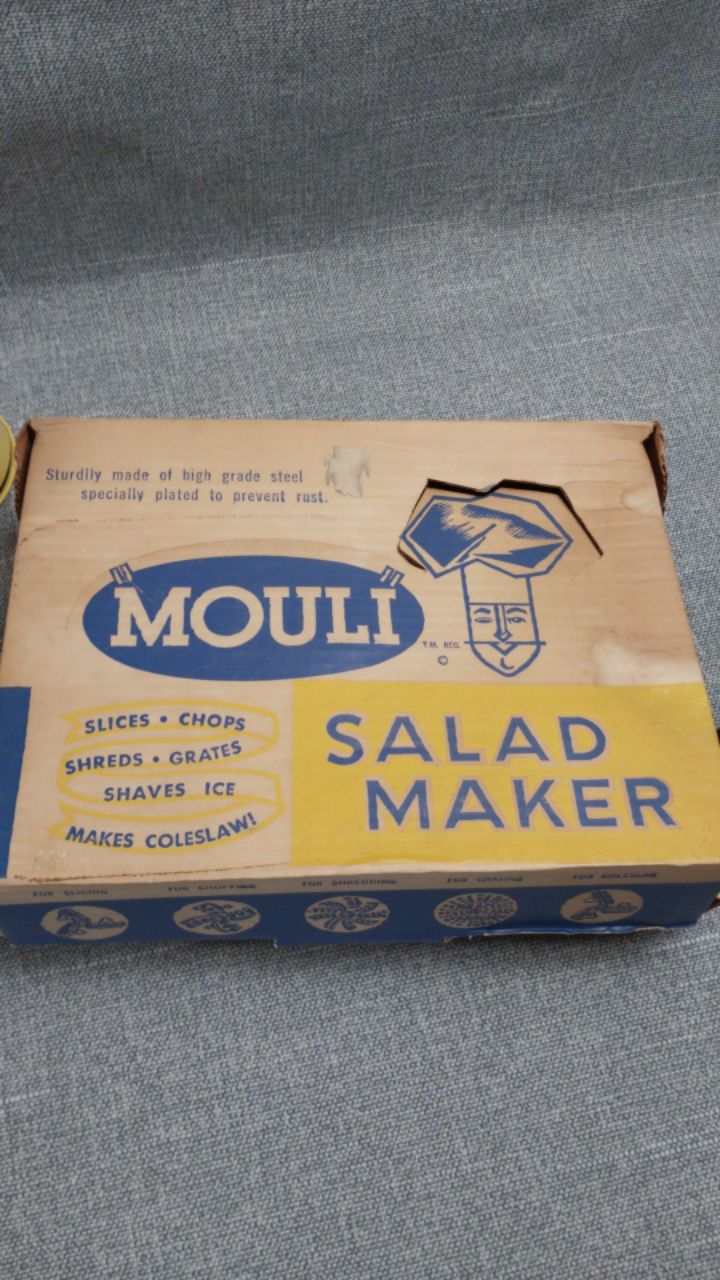 Sturdily made of high grade steel
specially plated to prevent rust.
MOULI
T.M. REG.
©
SLICES • CHOPS
SHREDS • GRATES
SHAVES ICE
MAKES COLESLAW!
SALAD
MAKER
FOR SLICING
FOR CHOPPING
FOR SHREDDING
FOR GRATING
FOR COLESLAW